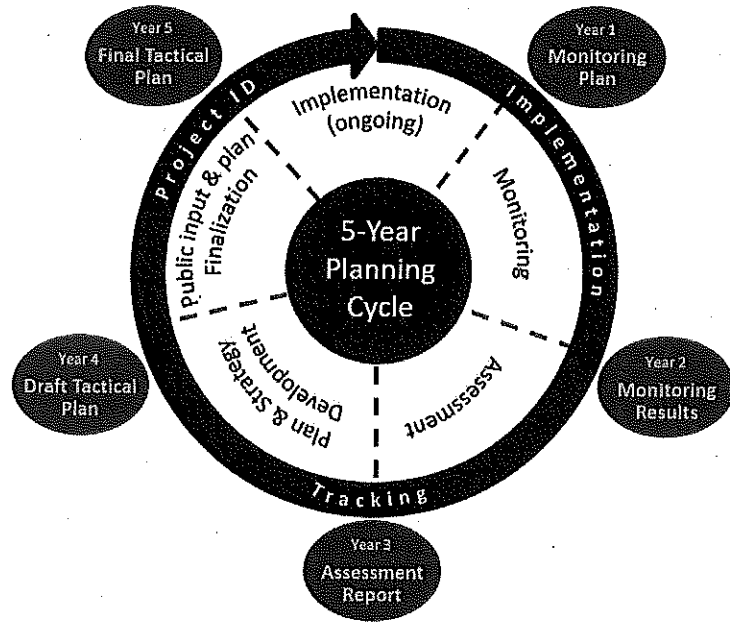 Year 5
Final Tactical
Plan
Year 1
Monitoring
Plan
Implementation
(ongoing)
Project ID
Implementation
Public input & plan
Finalization
Monitoring
5-Year
Planning
Cycle
Plan & Strategy
Development
Assessment
Year 4
Draft Tactical
Plan
Year 2
Monitoring
Results
Tracking
Year 3
Assessment
Report